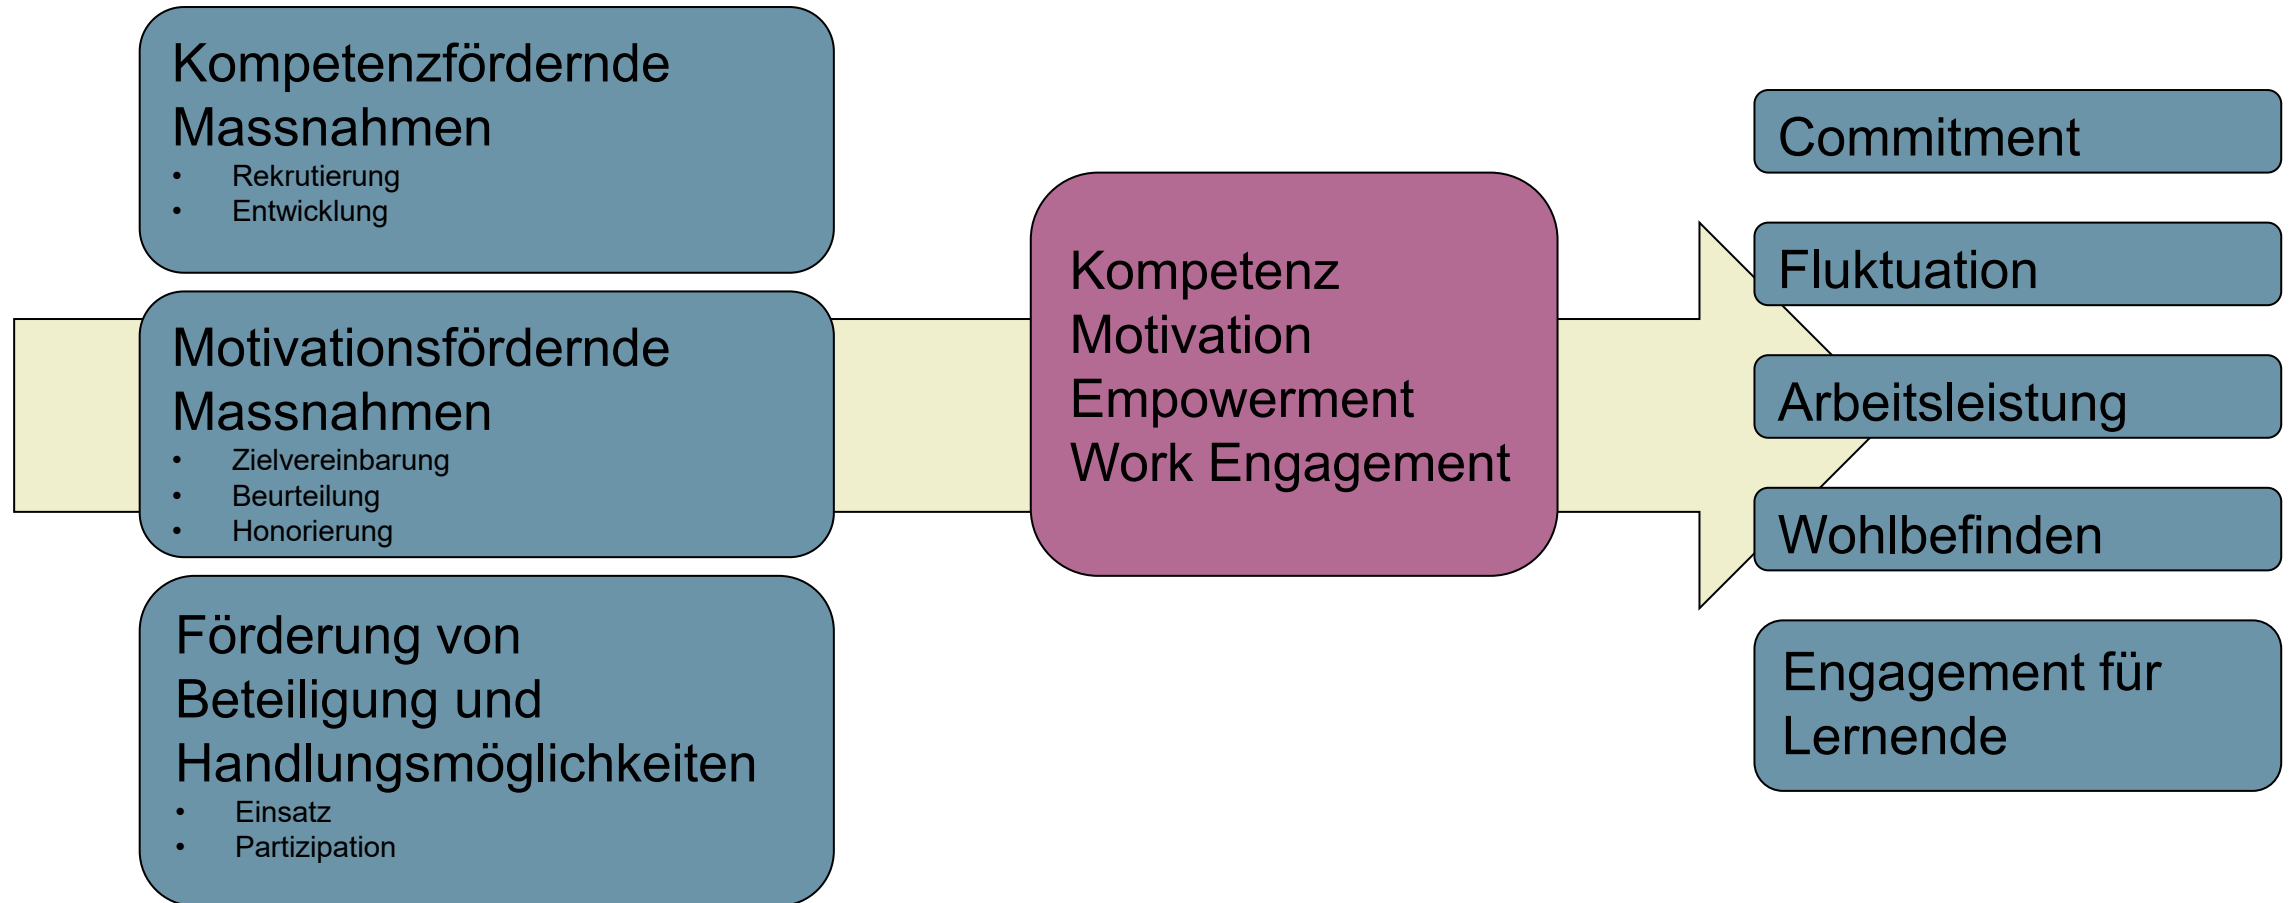 Kompetenzfördernde
Massnahmen
• Rekrutierung
• Entwicklung
Motivationsfördernde
Massnahmen
• Zielvereinbarung
• Beurteilung
• Honorierung
Förderung von
Beteiligung und
Handlungsmöglichkeiten
• Einsatz
• Partizipation
Kompetenz
Motivation
Empowerment
Work Engagement
Commitment
Fluktuation
Arbeitsleistung
Wohlbefinden
Engagement für
Lernende